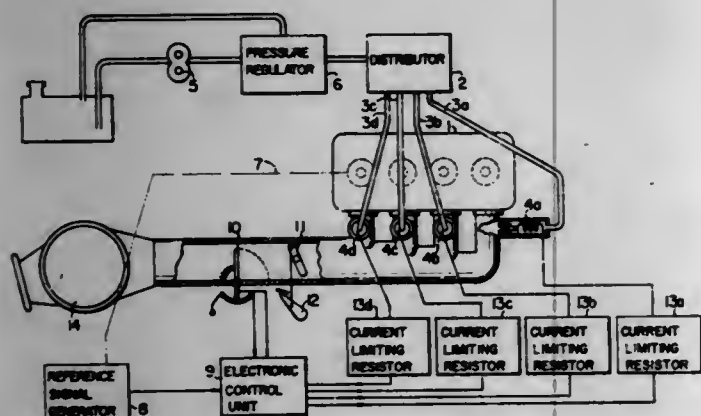 PRESSURE
REGULATOR
DISTRIBUTOR
5
6
2
3c
3d
3b
3a
1
7
4a
10
11
4d
4c
4b
12
13d
13c
13b
13a
14
CURRENT
LIMITING
RESISTOR
CURRENT
LIMITING
RESISTOR
CURRENT
LIMITING
RESISTOR
CURRENT
LIMITING
RESISTOR
REFERENCE
SIGNAL
GENERATOR
8
9
ELECTRONIC
CONTROL
UNIT